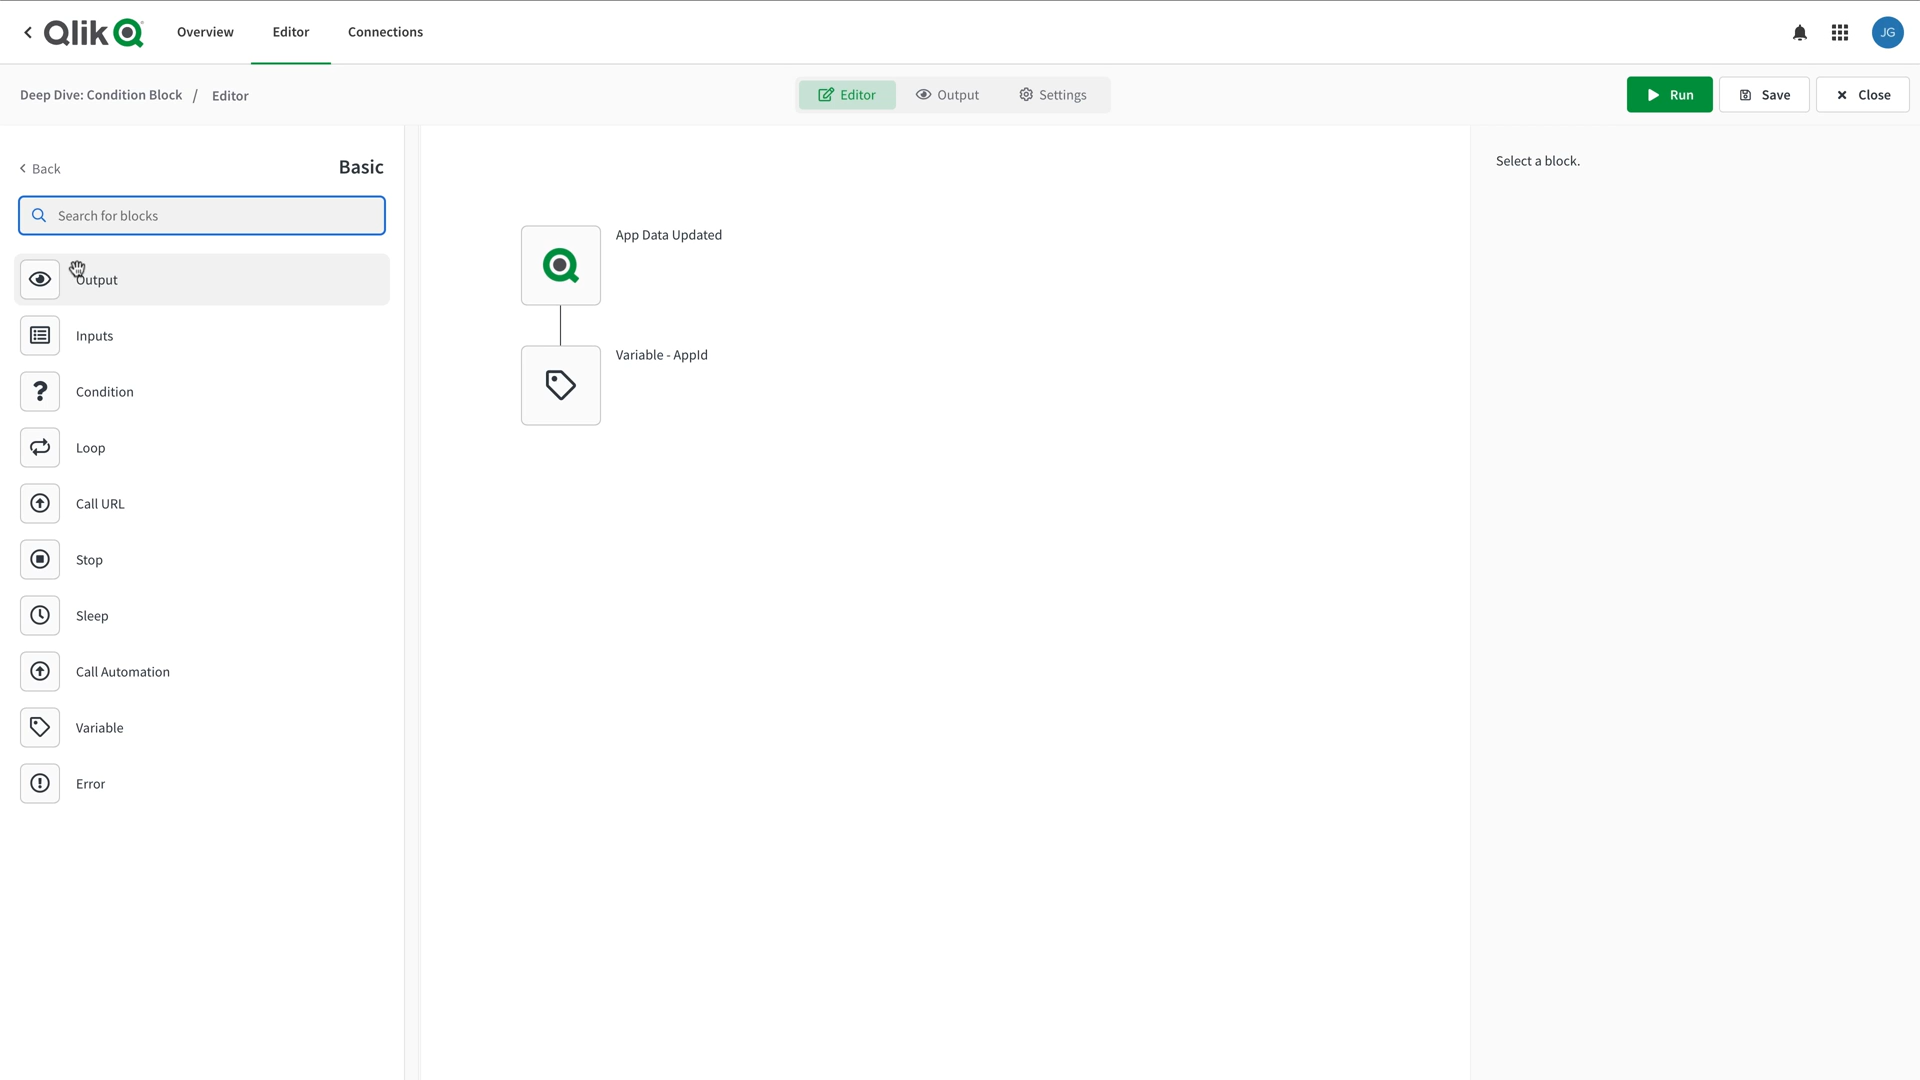 Qlik
Overview
Editor
Connections
JG
Deep Dive: Condition Block / Editor
Editor
Output
Settings
Run
Save
Close
Back
Basic
Search for blocks
Output
Inputs
Condition
Loop
Call URL
Stop
Sleep
Call Automation
Variable
Error
App Data Updated
Variable - AppId
Select a block.